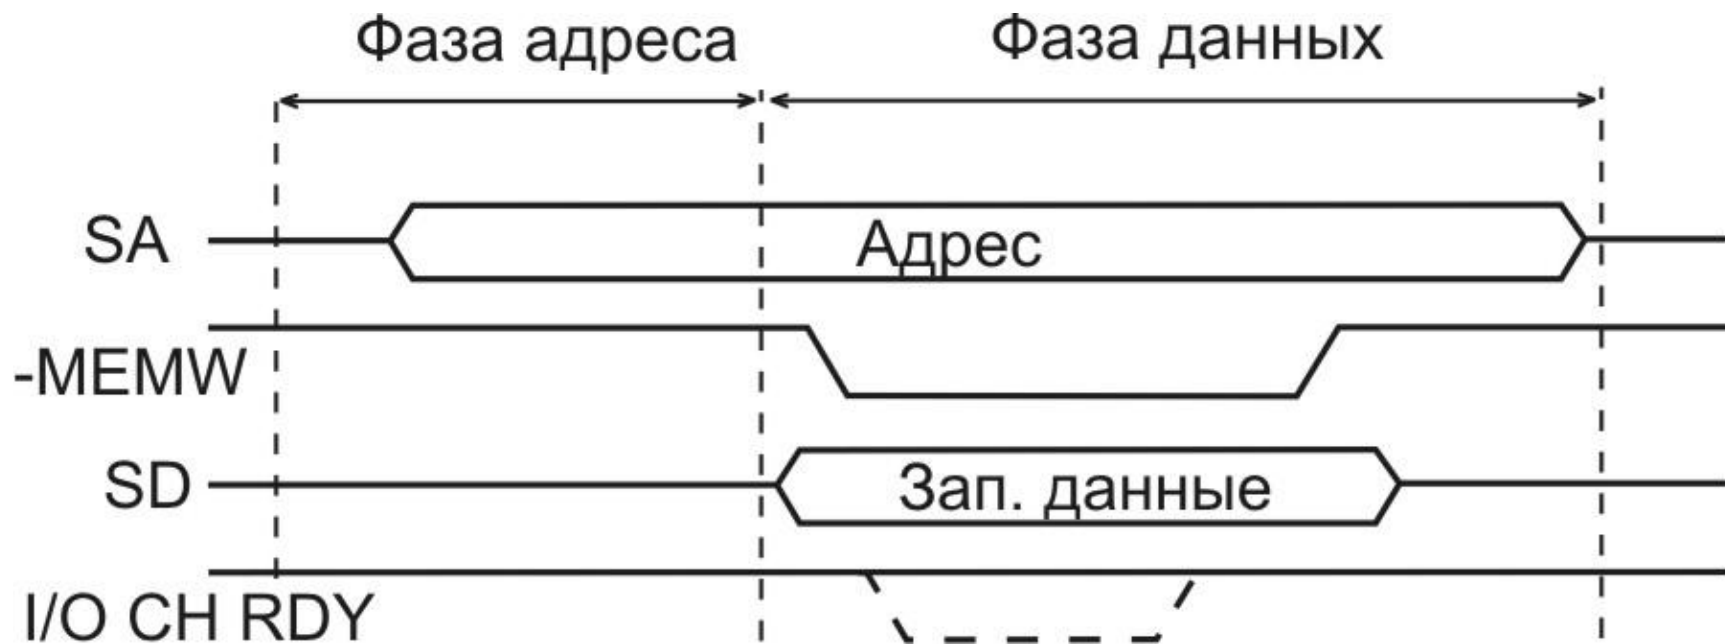 Фаза адреса Фаза данных
SA Адрес
-MEMW
SD Зап. данные
I/O CH RDY